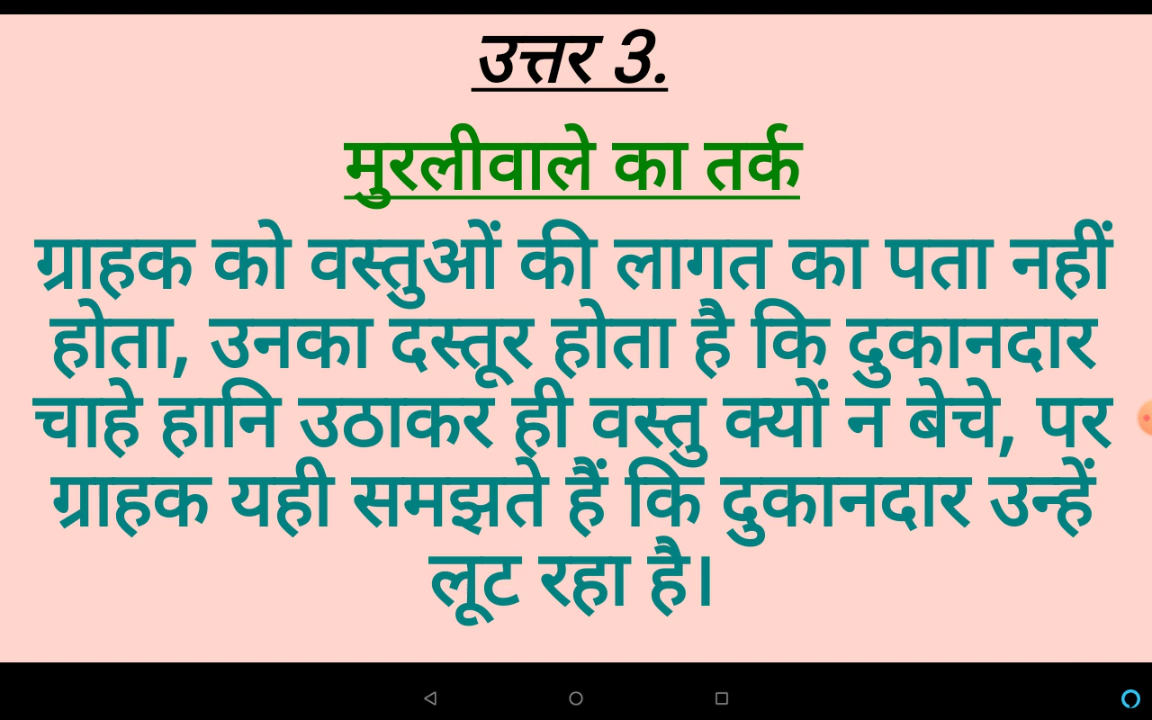 उत्तर 3.
मुरलीवाले का तर्क
ग्राहक को वस्तुओं की लागत का पता नहीं
होता, उनका दस्तूर होता है कि दुकानदार
चाहे हानि उठाकर ही वस्तु क्यों न बेचे, पर
ग्राहक यही समझते हैं कि दुकानदार उन्हें
लूट रहा है।